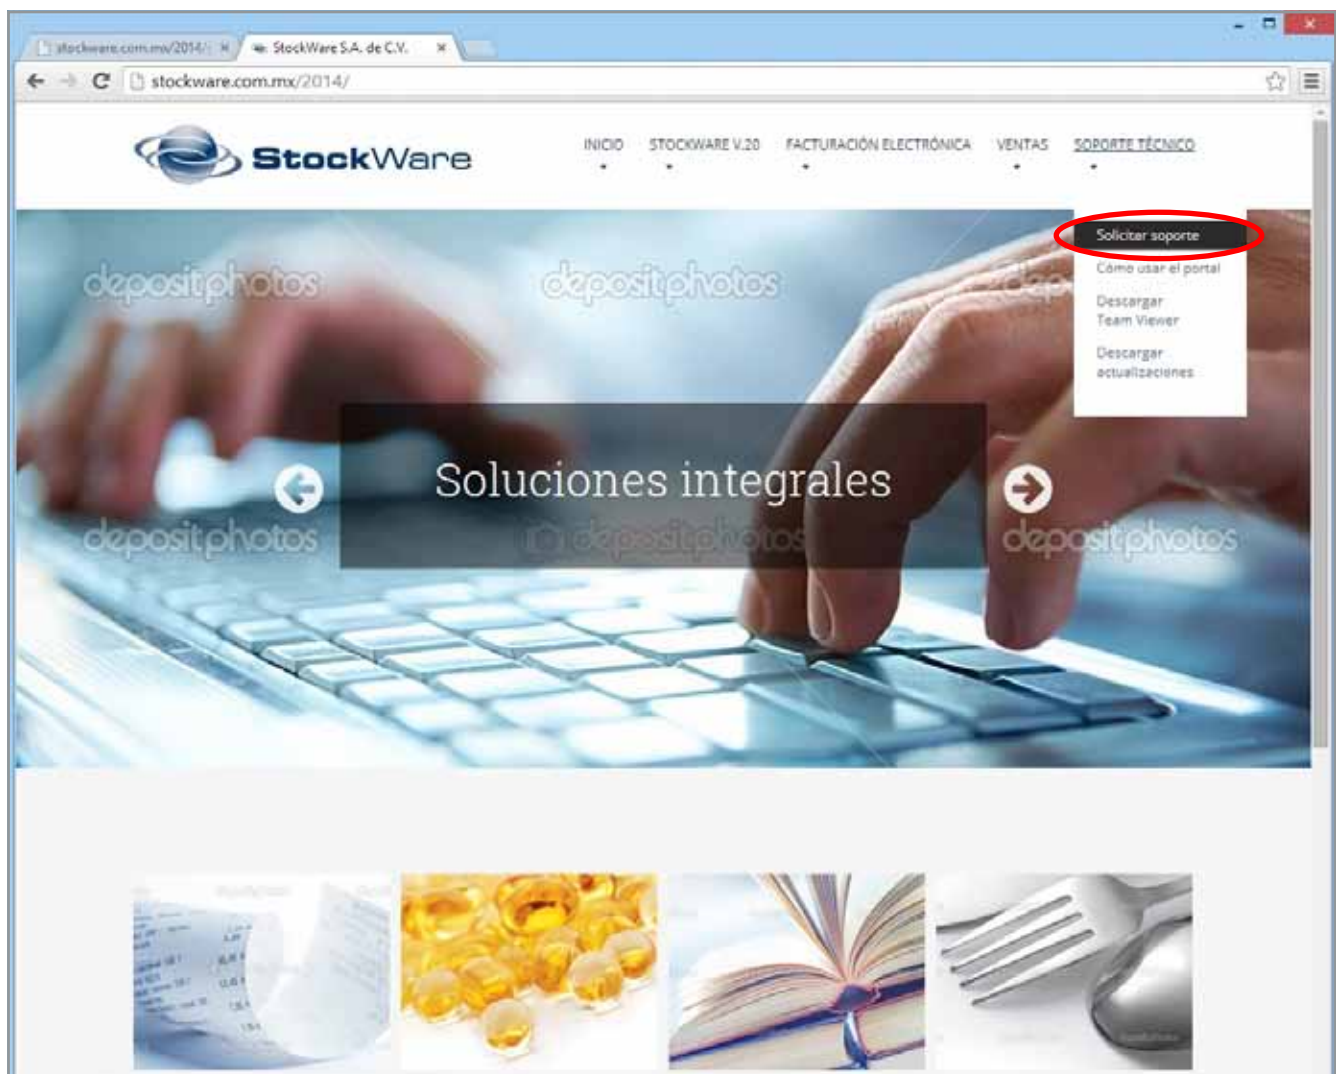 stockware.com.mx/2014/
StockWare S.A. de C.V.
stockware.com.mx/2014/
StockWare
INICIO
STOCKWARE V.20
FACTURACIÓN ELECTRÓNICA
VENTAS
SOPORTE TÉCNICO
Solicitar soporte
Cómo usar el portal
Descargar
Team Viewer
Descargar
actualizaciones
depositphotos
depositphotos
Soluciones integrales
depositphotos
depositphotos
depositphotos